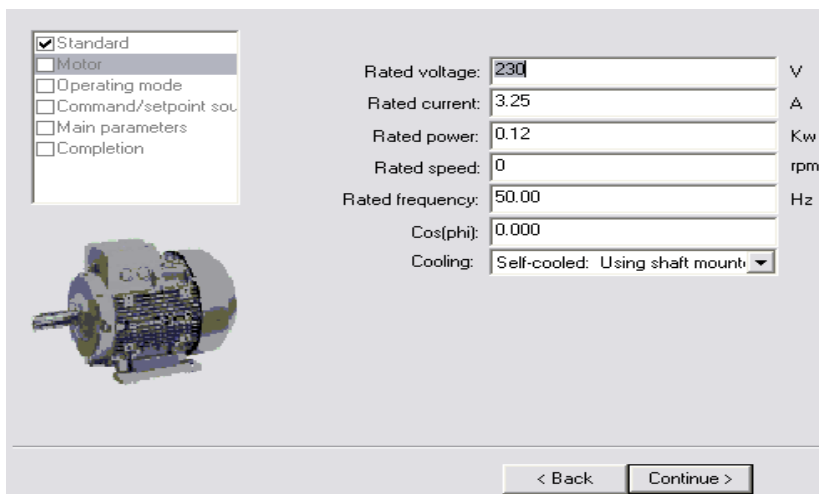 Standard
Motor
Operating mode
Command/setpoint sou
Main parameters
Completion
Rated voltage: 230 V
Rated current: 3.25 A
Rated power: 0.12 Kw
Rated speed: 0 rpm
Rated frequency: 50.00 Hz
Cos(phi): 0.000
Cooling: Self-cooled: Using shaft mount
< Back Continue >